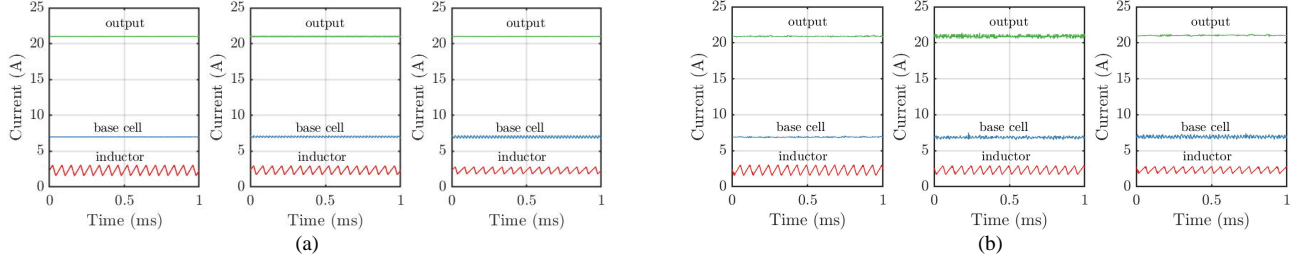 25
20
15
10
5
0
Current (A)
output
base cell
inductor
0 0.5 1
Time (ms)
25
20
15
10
5
0
Current (A)
output
base cell
inductor
0 0.5 1
Time (ms)
25
20
15
10
5
0
Current (A)
output
base cell
inductor
0 0.5 1
Time (ms)
(a)
25
20
15
10
5
0
Current (A)
output
base cell
inductor
0 0.5 1
Time (ms)
25
20
15
10
5
0
Current (A)
output
base cell
inductor
0 0.5 1
Time (ms)
25
20
15
10
5
0
Current (A)
output
base cell
inductor
0 0.5 1
Time (ms)
(b)